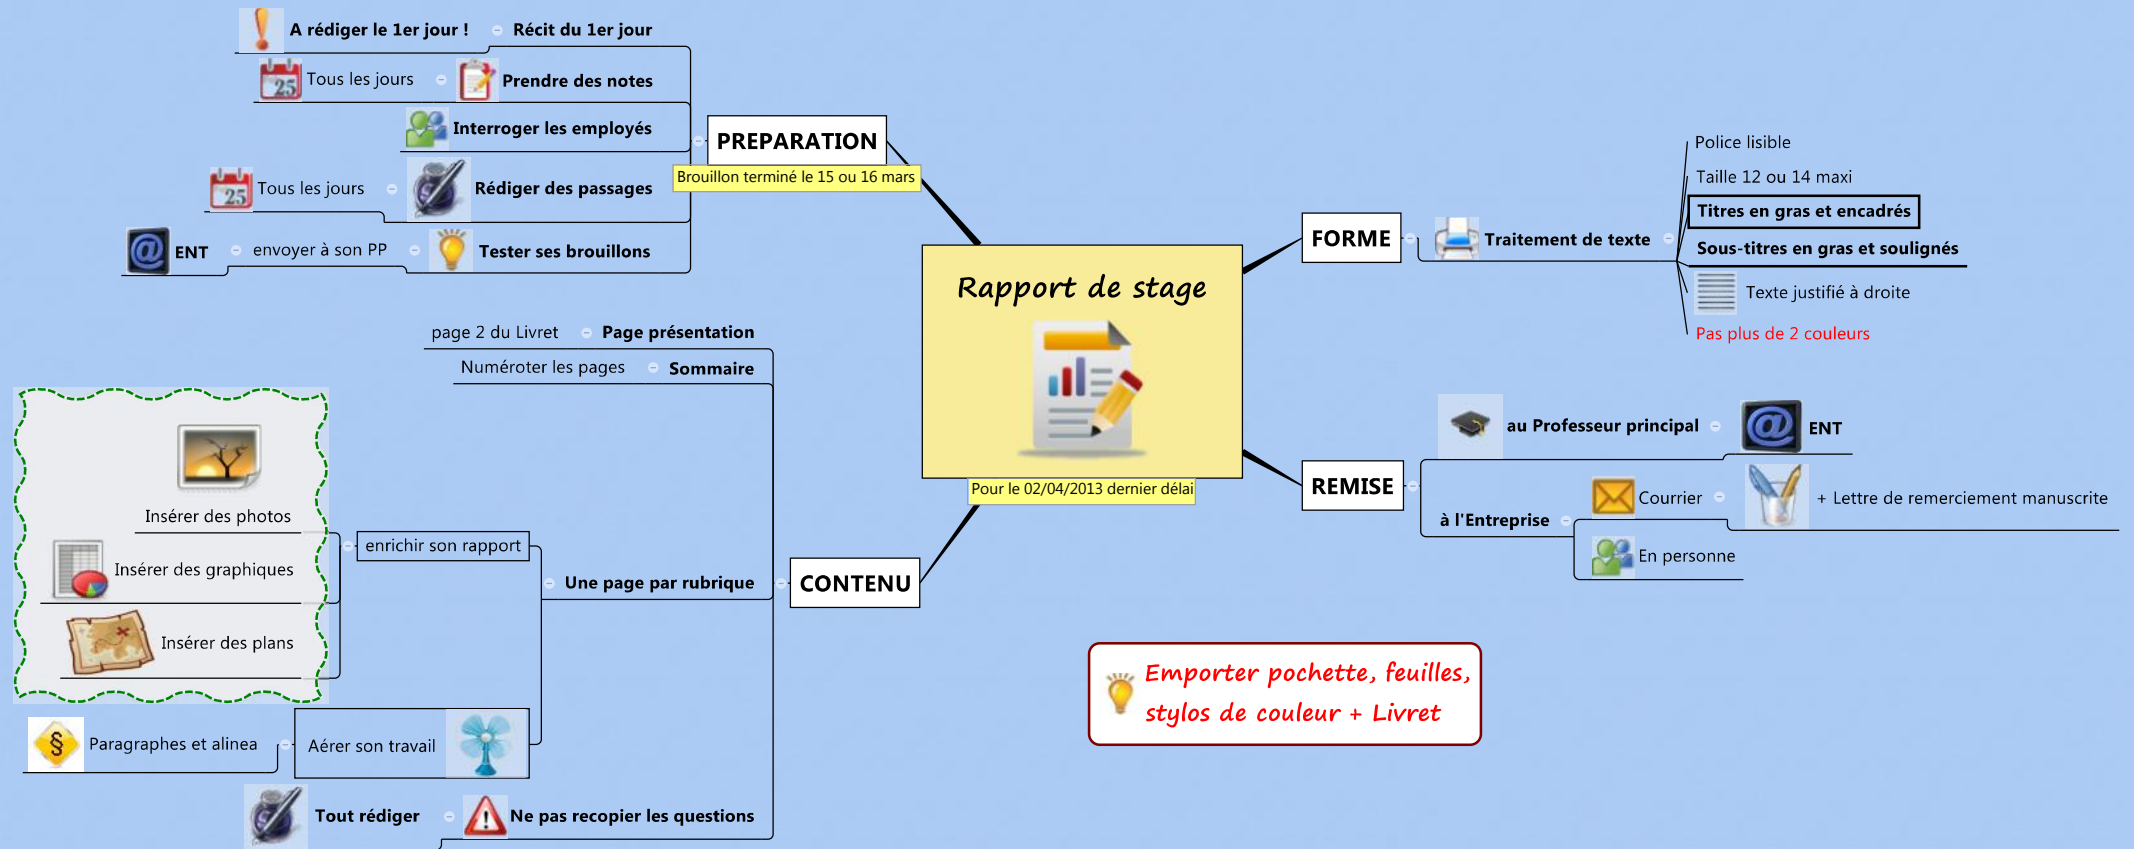 Rapport de stage
Pour le 02/04/2013 dernier délai
PREPARATION
Brouillon terminé le 15 ou 16 mars
Récit du 1er jour
A rédiger le 1er jour !
Prendre des notes
Tous les jours
25
Interroger les employés
Rédiger des passages
Tous les jours
25
Tester ses brouillons
envoyer à son PP
@ ENT
CONTENU
Page présentation
page 2 du Livret
Sommaire
Numéroter les pages
Une page par rubrique
enrichir son rapport
Insérer des photos
Insérer des graphiques
Insérer des plans
Aérer son travail
§ Paragraphes et alinea
Ne pas recopier les questions
Tout rédiger
FORME
Traitement de texte
Police lisible
Taille 12 ou 14 maxi
Titres en gras et encadrés
Sous-titres en gras et soulignés
Texte justifié à droite
Pas plus de 2 couleurs
REMISE
au Professeur principal
@ ENT
à l'Entreprise
Courrier
+ Lettre de remerciement manuscrite
En personne
Emporter pochette, feuilles,
stylos de couleur + Livret